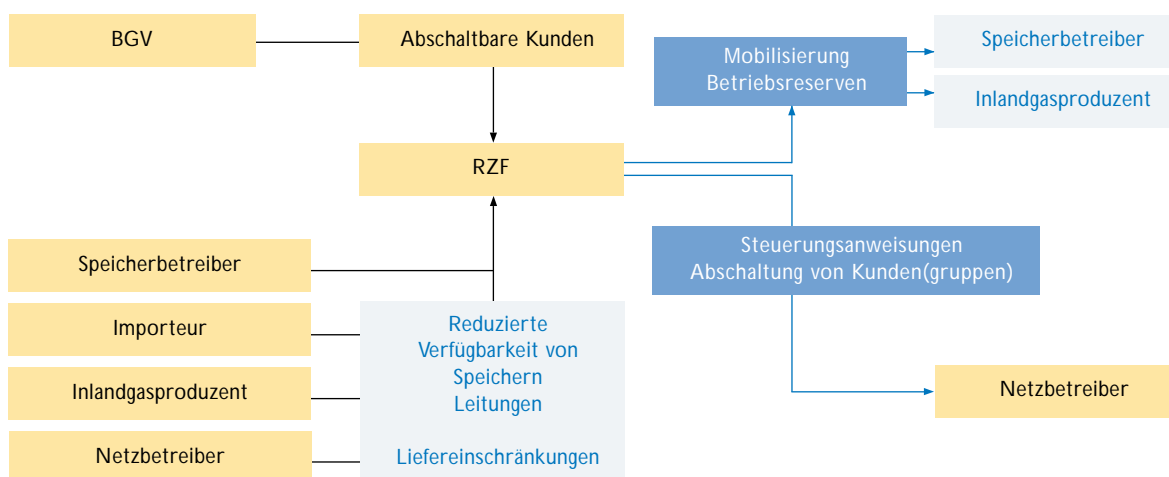 BGV
Abschaltbare Kunden
Mobilisierung
Betriebsreserven
Speicherbetreiber
Inlandgasproduzent
RZF
Steuerungsanweisungen
Abschaltung von Kunden(gruppen)
Speicherbetreiber
Importeur
Inlandgasproduzent
Netzbetreiber
Reduzierte
Verfügbarkeit von
Speichern
Leitungen
Liefereinschränkungen
Netzbetreiber